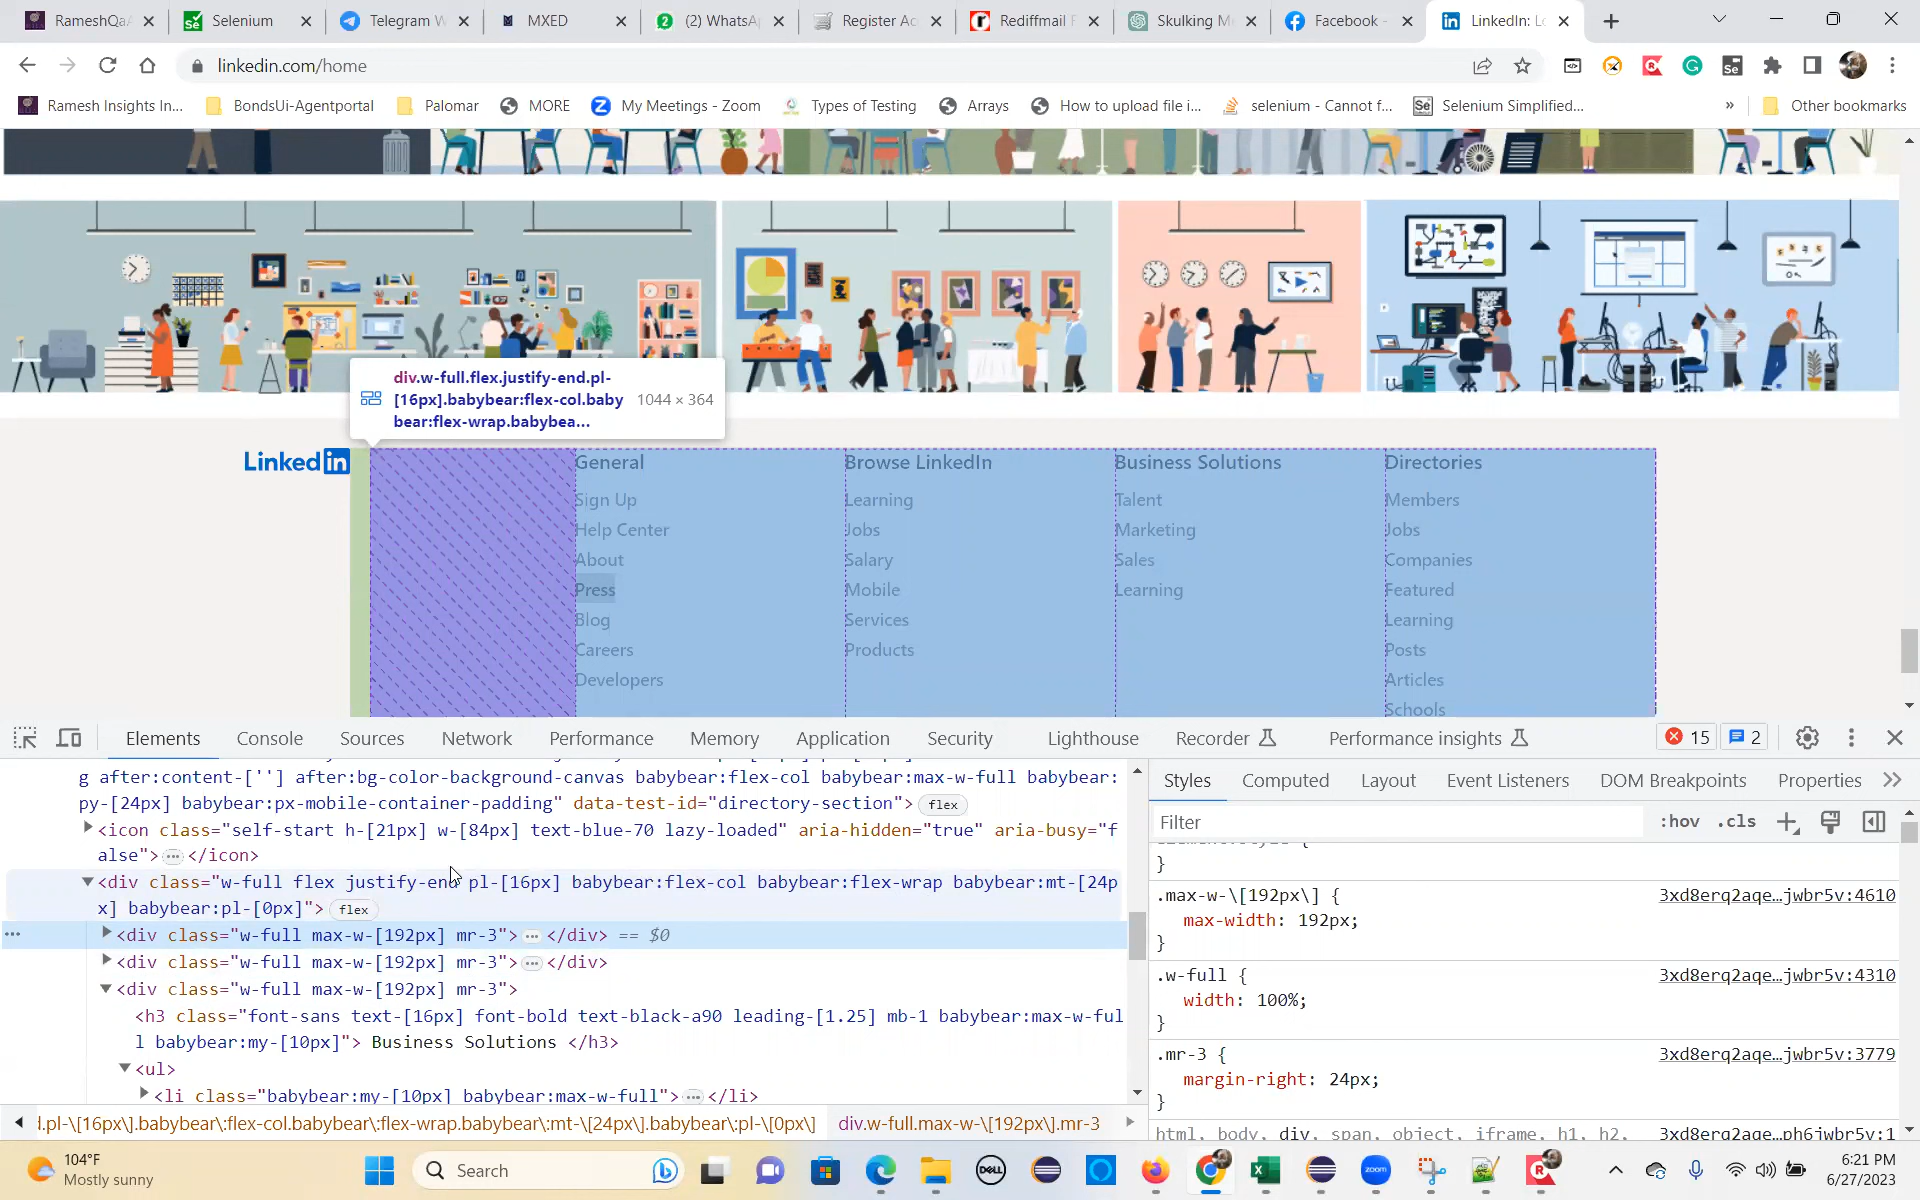 RameshQA
Selenium
Telegram W
MXED
(2) WhatsA
Register Ac
Rediffmail
Skulking M
Facebook -
LinkedIn: Lo
linkedin.com/home
Ramesh Insights In...
BondsUi-Agentportal
Palomar
MORE
My Meetings - Zoom
Types of Testing
Arrays
How to upload file i...
selenium - Cannot f...
Selenium Simplified...
»
Other bookmarks
div.w-full.flex.justify-end.pl-
[16px].babybear:flex-col.baby
bear:flex-wrap.babybea...
1044 × 364
Linkedin
General
Sign Up
Help Center
About
Press
Blog
Careers
Developers
Browse LinkedIn
Learning
Jobs
Salary
Mobile
Services
Products
Business Solutions
Talent
Marketing
Sales
Learning
Directories
Members
Jobs
Companies
Featured
Learning
Posts
Articles
Schools
Elements Console Sources Network Performance Memory Application Security Lighthouse Recorder Performance insights 15 2
g after:content-[''] after:bg-color-background-canvas babybear:flex-col babybear:max-w-full babybear:
py-[24px] babybear:px-mobile-container-padding" data-test-id="directory-section"> flex
<icon class="self-start h-[21px] w-[84px] text-blue-70 lazy-loaded" aria-hidden="true" aria-busy="f
alse"> … </icon>
<div class="w-full flex justify-end pl-[16px] babybear:flex-col babybear:flex-wrap babybear:mt-[24p
x] babybear:pl-[0px]"> flex
<div class="w-full max-w-[192px] mr-3"> … </div> == $0
<div class="w-full max-w-[192px] mr-3"> … </div>
<div class="w-full max-w-[192px] mr-3">
<h3 class="font-sans text-[16px] font-bold text-black-a90 leading-[1.25] mb-1 babybear:max-w-ful
l babybear:my-[10px]"> Business Solutions </h3>
<ul>
<li class="babybear:my-[10px] babybear:max-w-full"> … </li>
d.pl-\[16px\].babybear\:flex-col.babybear\:flex-wrap.babybear\:mt-\[24px\].babybear\:pl-\[0px\] div.w-full.max-w-\[192px\].mr-3
Styles Computed Layout Event Listeners DOM Breakpoints Properties »
Filter :hov .cls
element.style {
}
.max-w-\[192px\] { 3xd8erq2aqe…jwbr5v:4610
max-width: 192px;
}
.w-full { 3xd8erq2aqe…jwbr5v:4310
width: 100%;
}
.mr-3 { 3xd8erq2aqe…jwbr5v:3779
margin-right: 24px;
}
html, body, div, span, object, iframe, h1, h2, 3xd8erq2aqe…ph6jwbr5v:1
104°F
Mostly sunny
Search
DELL
zoom
6:21 PM
6/27/2023